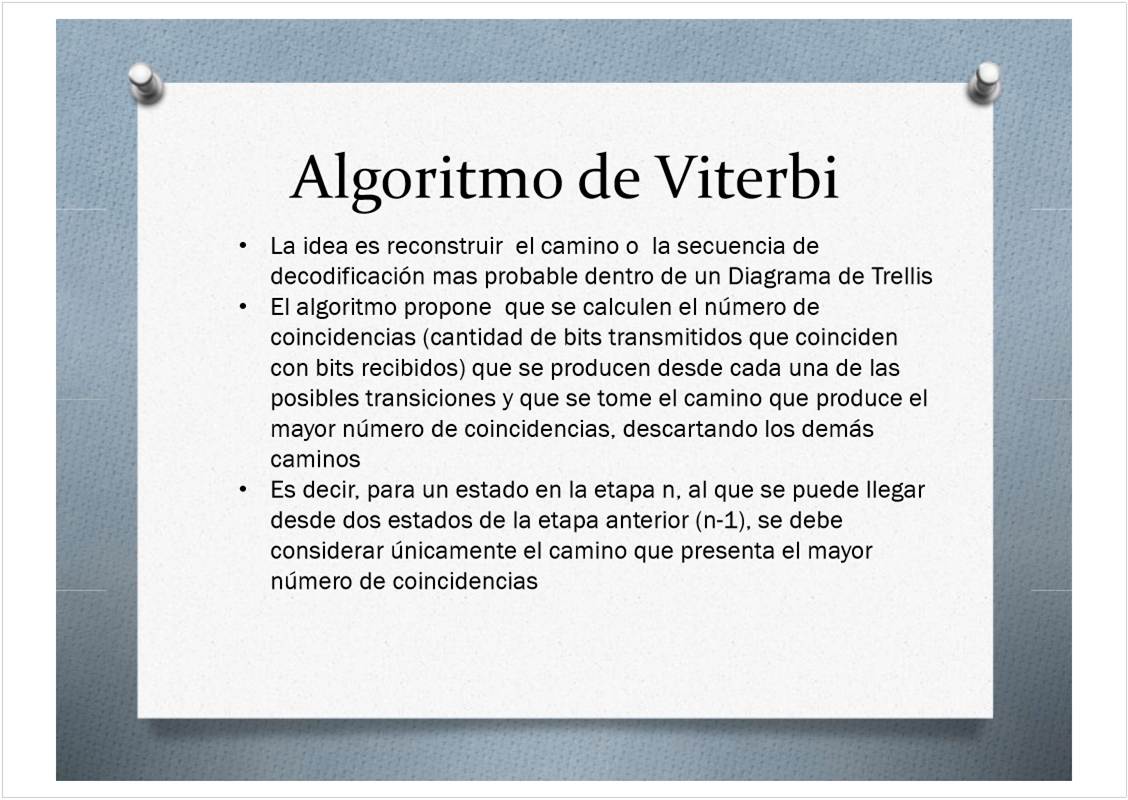 Algoritmo de Viterbi
• La idea es reconstruir  el camino o  la secuencia de
decodificación mas probable dentro de un Diagrama de Trellis
• El algoritmo propone  que se calculen el número de
coincidencias (cantidad de bits transmitidos que coinciden
con bits recibidos) que se producen desde cada una de las
posibles transiciones y que se tome el camino que produce el
mayor número de coincidencias, descartando los demás
caminos
• Es decir, para un estado en la etapa n, al que se puede llegar
desde dos estados de la etapa anterior (n-1), se debe
considerar únicamente el camino que presenta el mayor
número de coincidencias